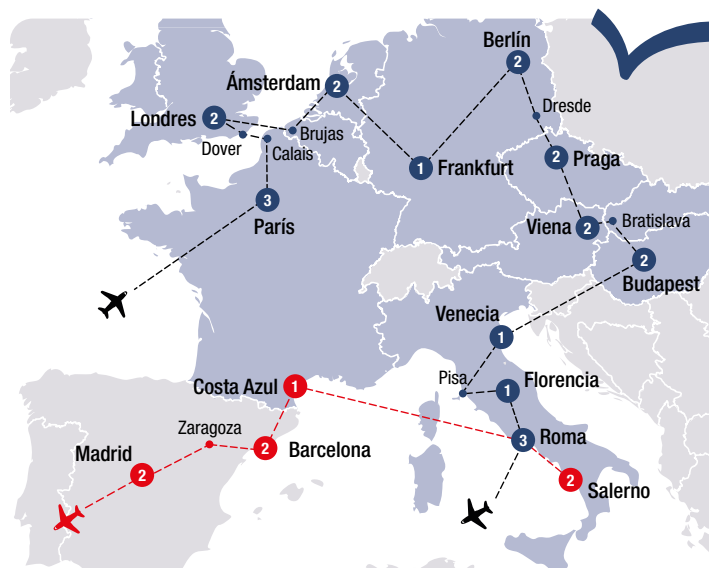 Berlín
2
Ámsterdam
2
Dresde
Londres
2
Brujas
Dover
Calais
1
Frankfurt
2
Praga
3
París
Viena
2
Bratislava
2
Budapest
Venecia
1
Pisa
Florencia
1
Costa Azul
1
Zaragoza
Madrid
2
2
Barcelona
3
Roma
2
Salerno